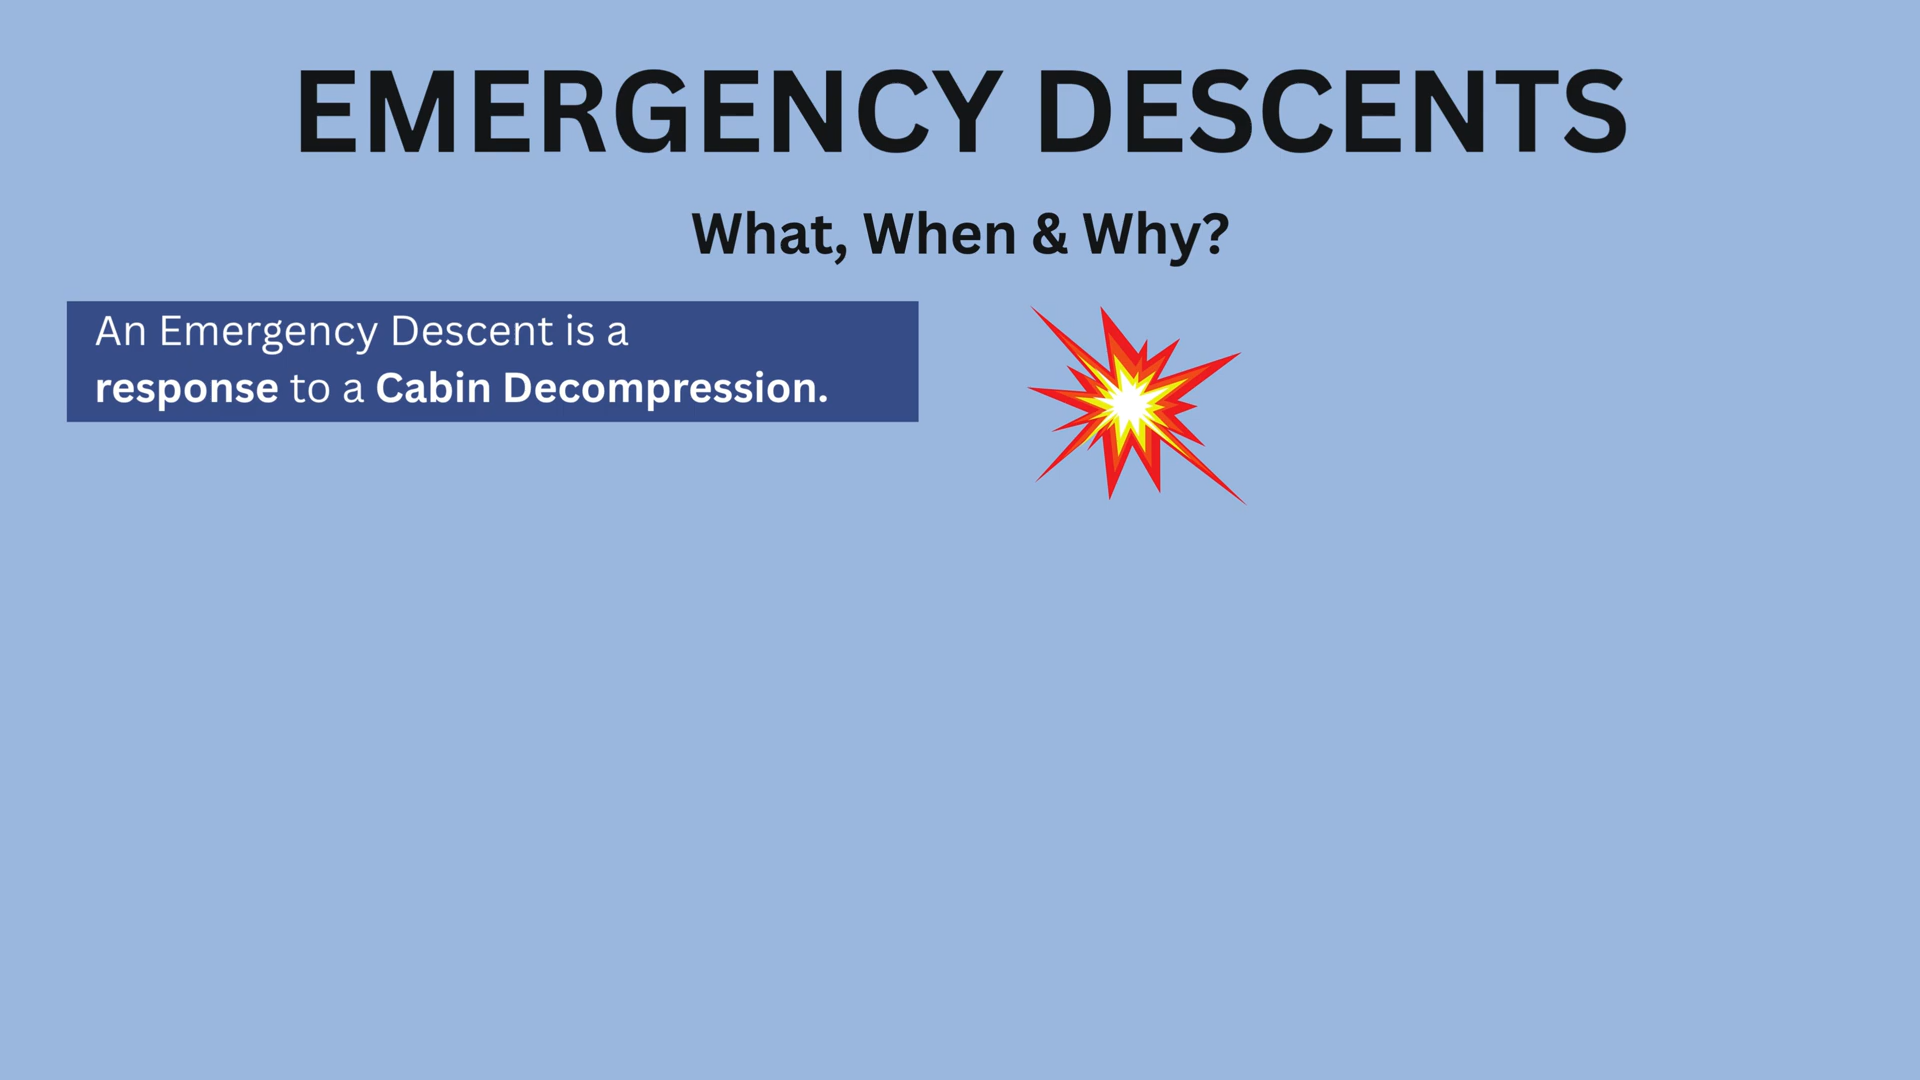 EMERGENCY DESCENTS
What, When & Why?
An Emergency Descent is a
response to a Cabin Decompression.